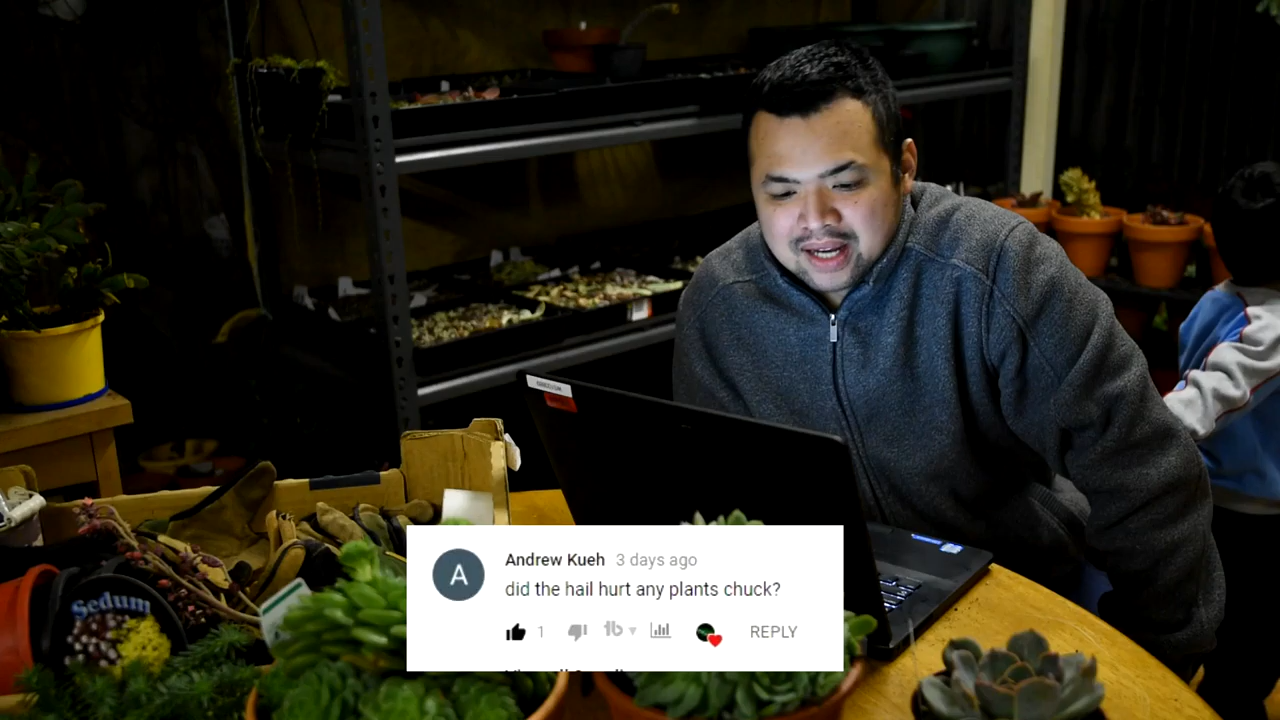 Sedum
A
Andrew Kueh 3 days ago
did the hail hurt any plants chuck?
1
REPLY